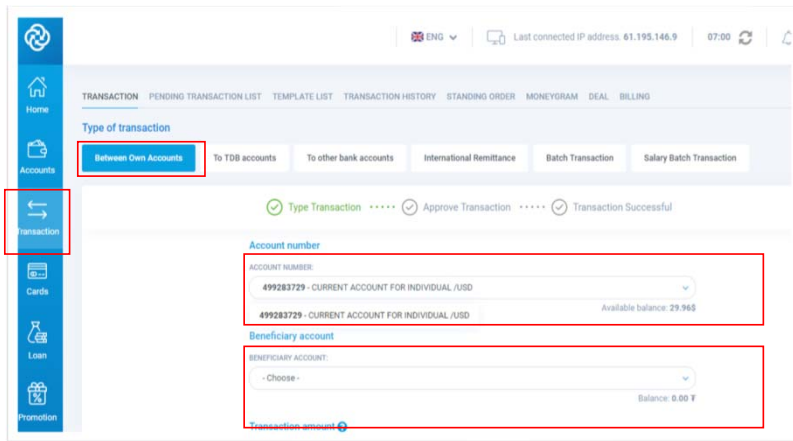 ENG Last connected IP address. 61.195.146.9 07:00
Home
Accounts
Transaction
Cards
Loan
Promotion
TRANSACTION PENDING TRANSACTION LIST TEMPLATE LIST TRANSACTION HISTORY STANDING ORDER MONEYGRAM DEAL BILLING
Type of transaction
Between Own Accounts To TDB accounts To other bank accounts International Remittance Batch Transaction Salary Batch Transaction
Type Transaction Approve Transaction Transaction Successful
Account number
ACCOUNT NUMBER:
499283729 - CURRENT ACCOUNT FOR INDIVIDUAL /USD
Available balance: 29.96$
499283729 - CURRENT ACCOUNT FOR INDIVIDUAL /USD
Beneficiary account
BENEFICIARY ACCOUNT:
- Choose -
Balance: 0.00 ₮
Transaction amount